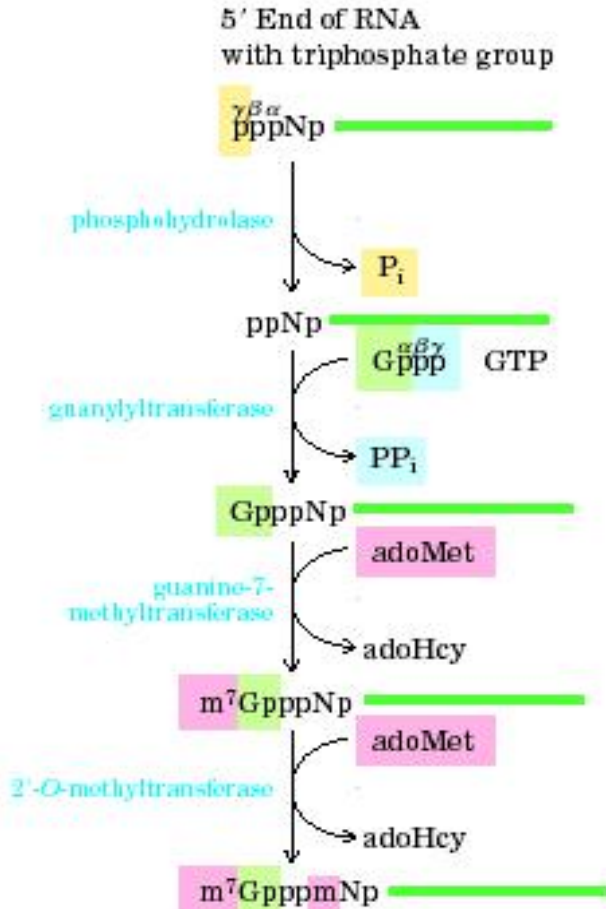 5′ End of RNA
with triphosphate group
γβα
pppNp
phosphohydrolase
Pi
ppNp
αβγ
Gppp GTP
guanylyltransferase
PPi
GpppNp
adoMet
guanine-7-
methyltransferase
adoHcy
m⁷GpppNp
adoMet
2′-O-methyltransferase
adoHcy
m⁷GpppmNp